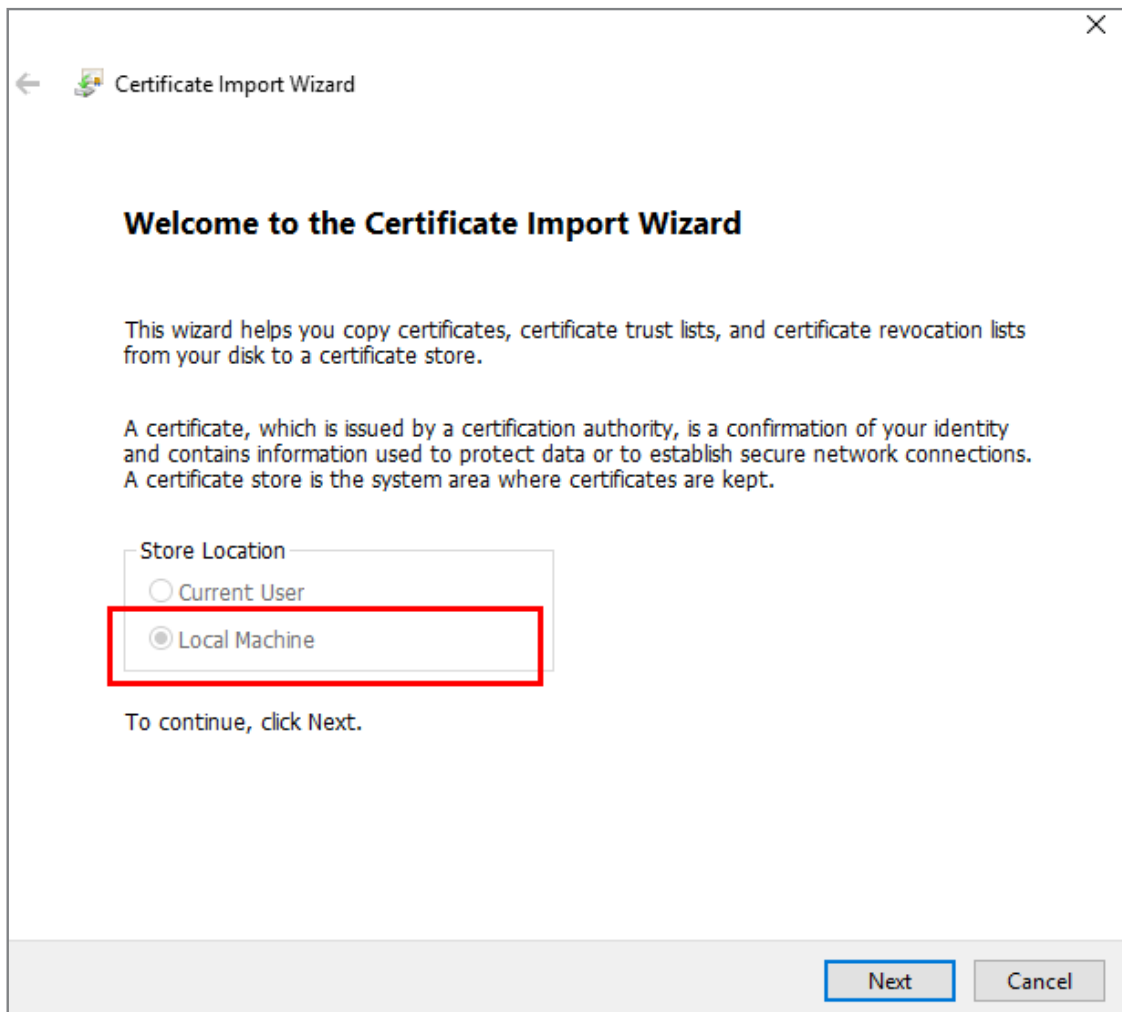 Certificate Import Wizard
Welcome to the Certificate Import Wizard
This wizard helps you copy certificates, certificate trust lists, and certificate revocation lists
from your disk to a certificate store.
A certificate, which is issued by a certification authority, is a confirmation of your identity
and contains information used to protect data or to establish secure network connections.
A certificate store is the system area where certificates are kept.
Store Location
Current User
Local Machine
To continue, click Next.
Next
Cancel